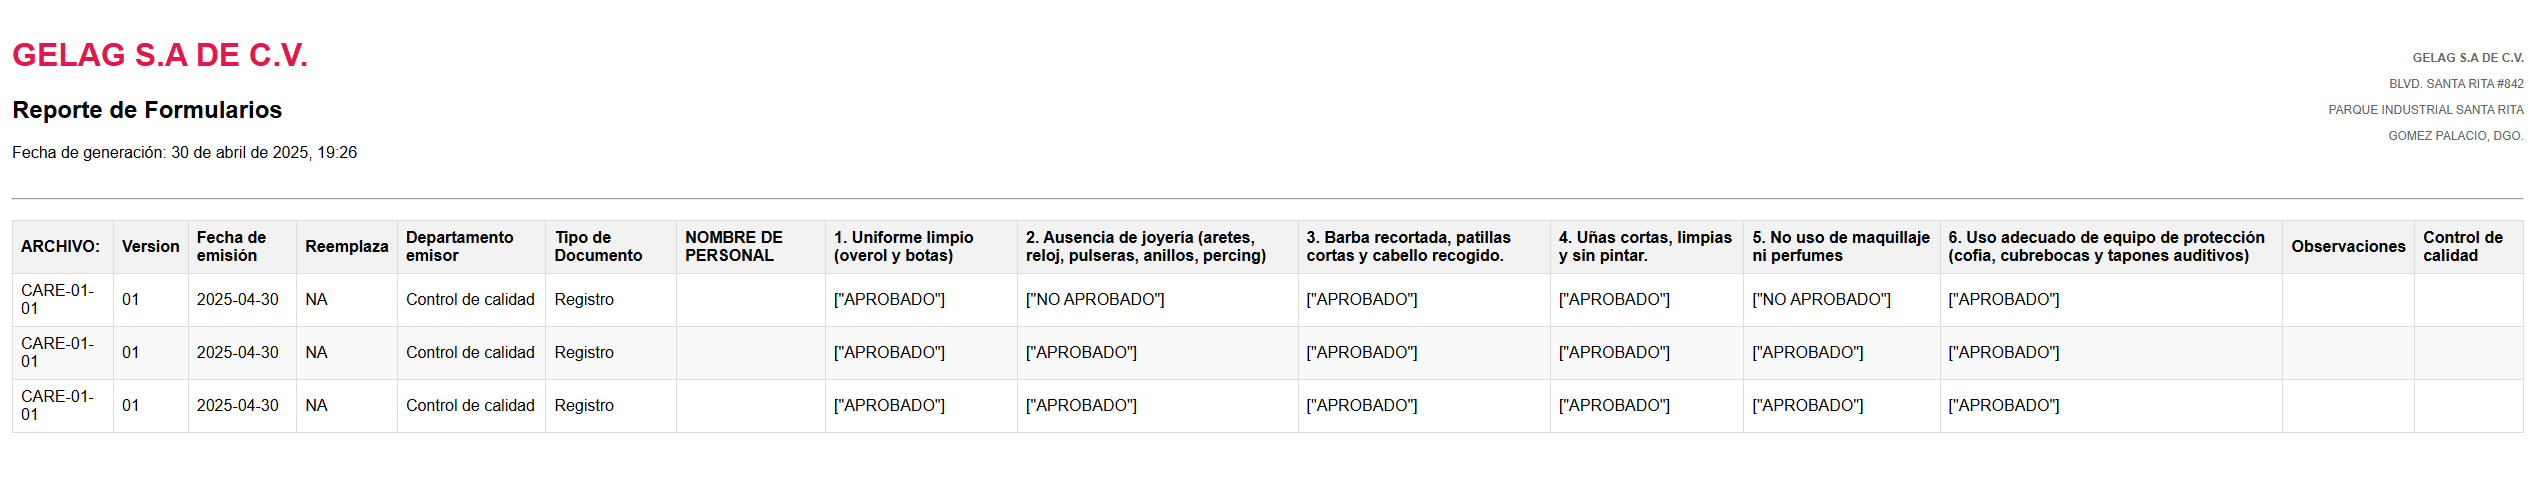 GELAG S.A DE C.V.
Reporte de Formularios
Fecha de generación: 30 de abril de 2025, 19:26
GELAG S.A DE C.V.
BLVD. SANTA RITA #842
PARQUE INDUSTRIAL SANTA RITA
GOMEZ PALACIO, DGO.
ARCHIVO: Version Fecha de emisión Reemplaza Departamento emisor Tipo de Documento NOMBRE DE PERSONAL 1. Uniforme limpio (overol y botas) 2. Ausencia de joyería (aretes, reloj, pulseras, anillos, percing) 3. Barba recortada, patillas cortas y cabello recogido. 4. Uñas cortas, limpias y sin pintar. 5. No uso de maquillaje ni perfumes 6. Uso adecuado de equipo de protección (cofia, cubrebocas y tapones auditivos) Observaciones Control de calidad
CARE-01-01 01 2025-04-30 NA Control de calidad Registro ["APROBADO"] ["NO APROBADO"] ["APROBADO"] ["APROBADO"] ["NO APROBADO"] ["APROBADO"]
CARE-01-01 01 2025-04-30 NA Control de calidad Registro ["APROBADO"] ["APROBADO"] ["APROBADO"] ["APROBADO"] ["APROBADO"] ["APROBADO"]
CARE-01-01 01 2025-04-30 NA Control de calidad Registro ["APROBADO"] ["APROBADO"] ["APROBADO"] ["APROBADO"] ["APROBADO"] ["APROBADO"]